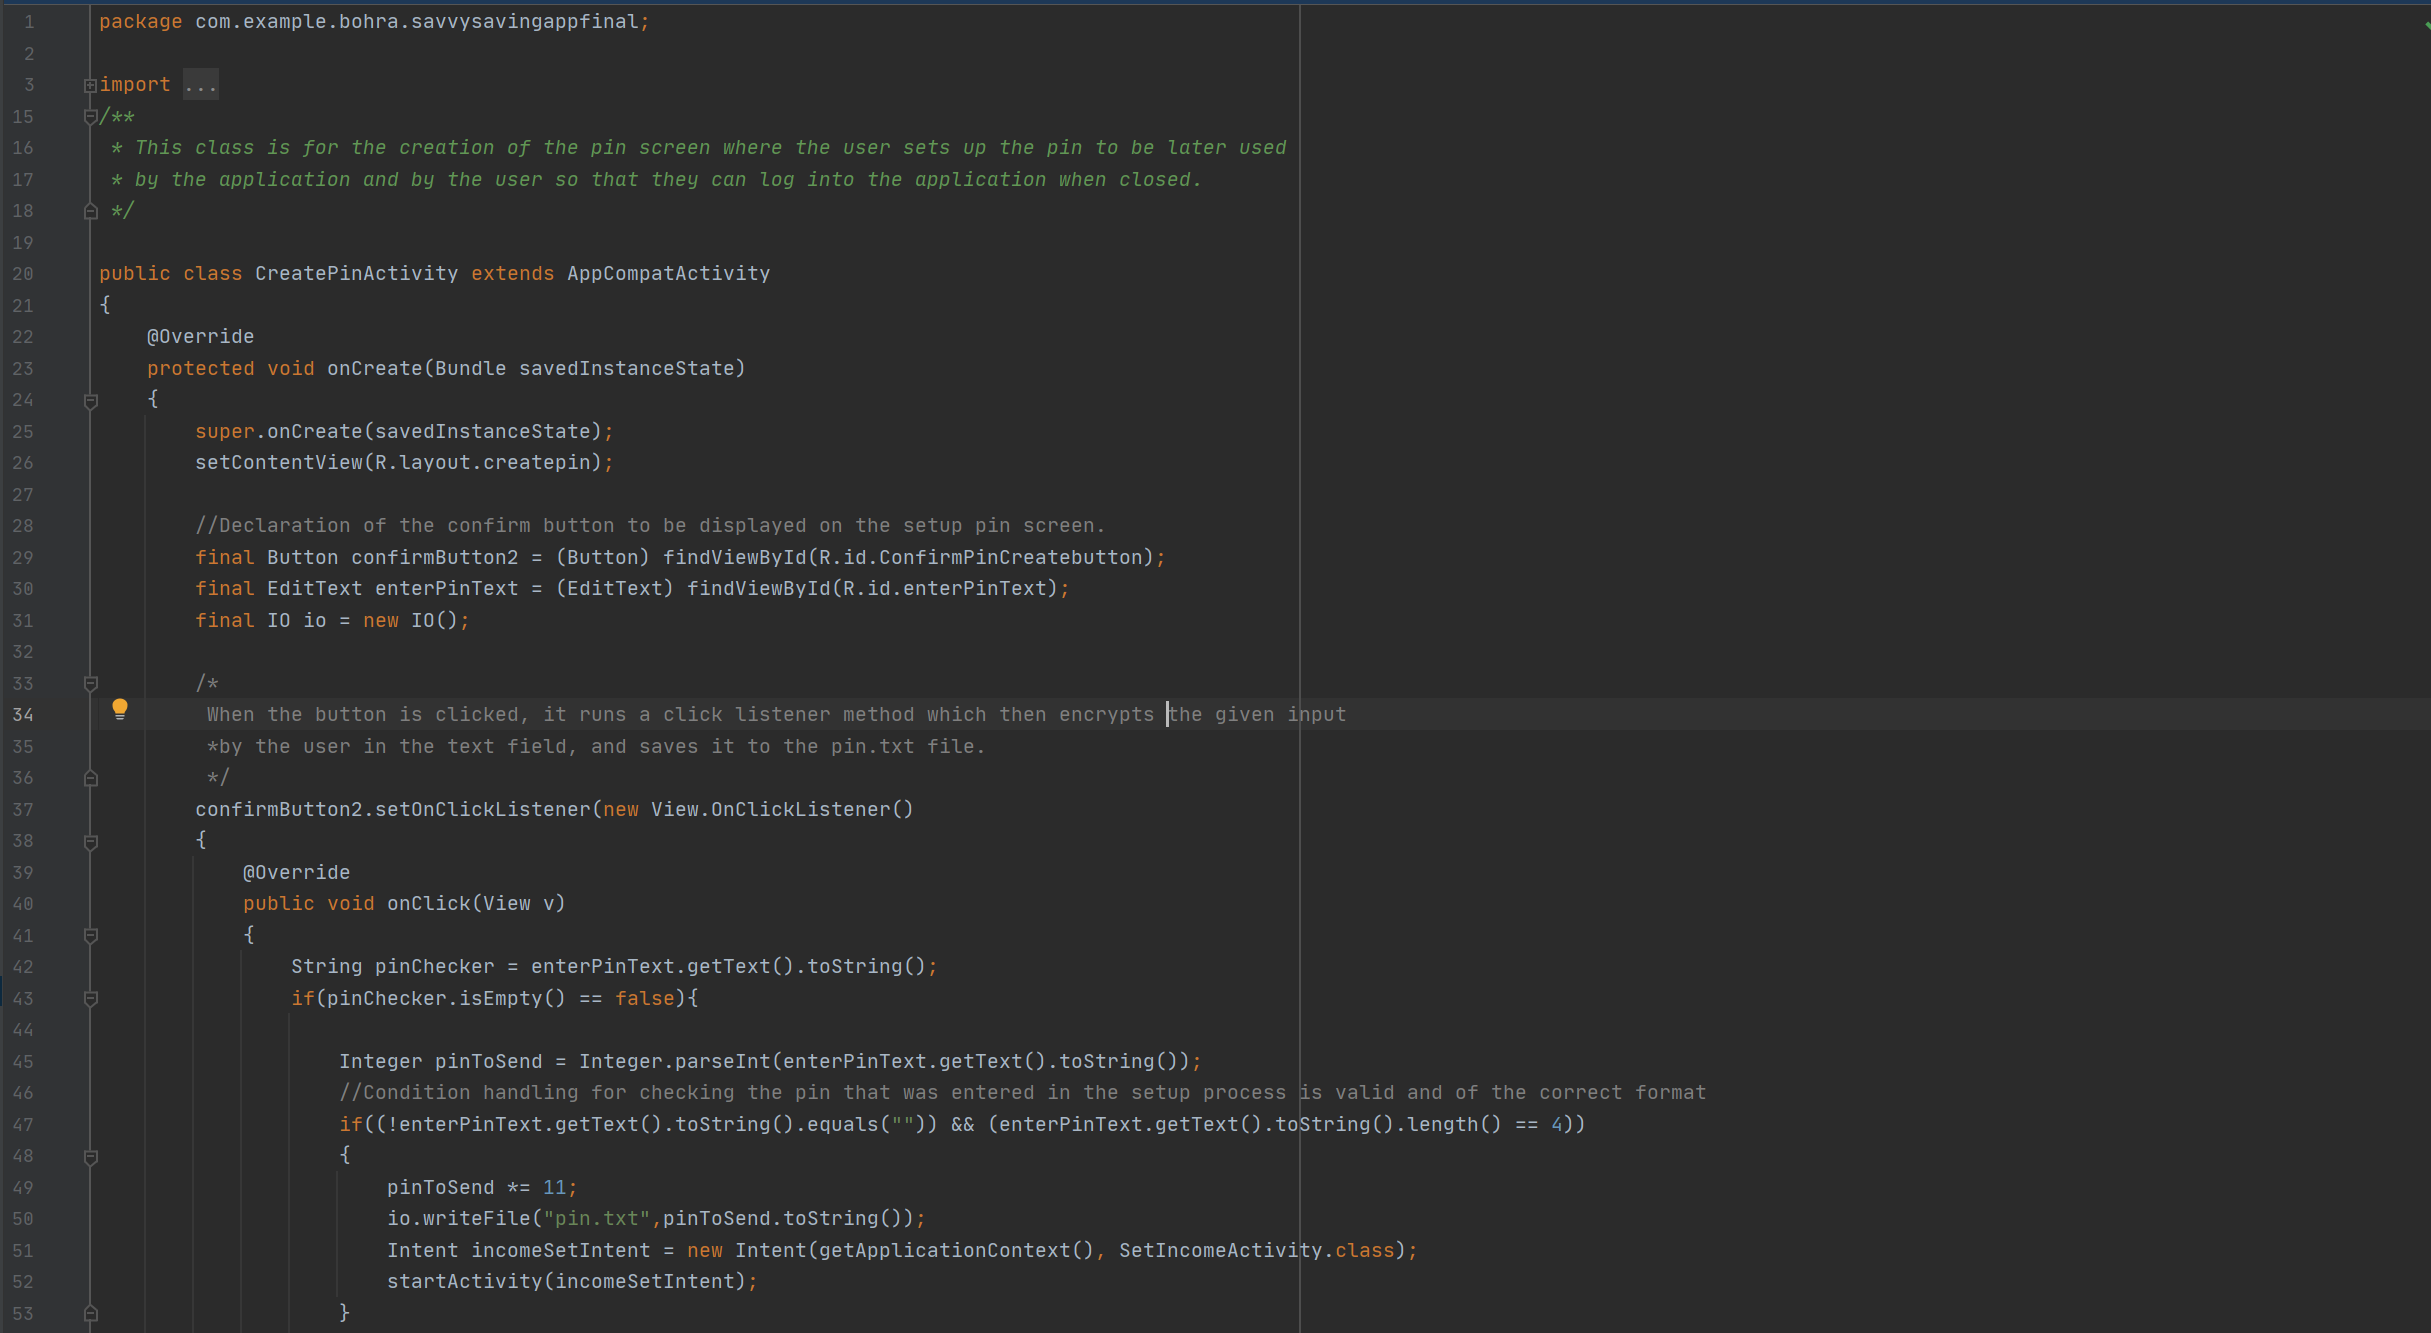 1 package com.example.bohra.savvysavingappfinal;
2
3 import ...
15 /**
16 * This class is for the creation of the pin screen where the user sets up the pin to be later used
17 * by the application and by the user so that they can log into the application when closed.
18 */
19
20 public class CreatePinActivity extends AppCompatActivity
21 {
22 @Override
23 protected void onCreate(Bundle savedInstanceState)
24 {
25 super.onCreate(savedInstanceState);
26 setContentView(R.layout.createpin);
27
28 //Declaration of the confirm button to be displayed on the setup pin screen.
29 final Button confirmButton2 = (Button) findViewById(R.id.ConfirmPinCreatebutton);
30 final EditText enterPinText = (EditText) findViewById(R.id.enterPinText);
31 final IO io = new IO();
32
33 /*
34 When the button is clicked, it runs a click listener method which then encrypts the given input
35 *by the user in the text field, and saves it to the pin.txt file.
36 */
37 confirmButton2.setOnClickListener(new View.OnClickListener()
38 {
39 @Override
40 public void onClick(View v)
41 {
42 String pinChecker = enterPinText.getText().toString();
43 if(pinChecker.isEmpty() == false){
44
45 Integer pinToSend = Integer.parseInt(enterPinText.getText().toString());
46 //Condition handling for checking the pin that was entered in the setup process is valid and of the correct format
47 if((!enterPinText.getText().toString().equals("")) && (enterPinText.getText().toString().length() == 4))
48 {
49 pinToSend *= 11;
50 io.writeFile("pin.txt",pinToSend.toString());
51 Intent incomeSetIntent = new Intent(getApplicationContext(), SetIncomeActivity.class);
52 startActivity(incomeSetIntent);
53 }